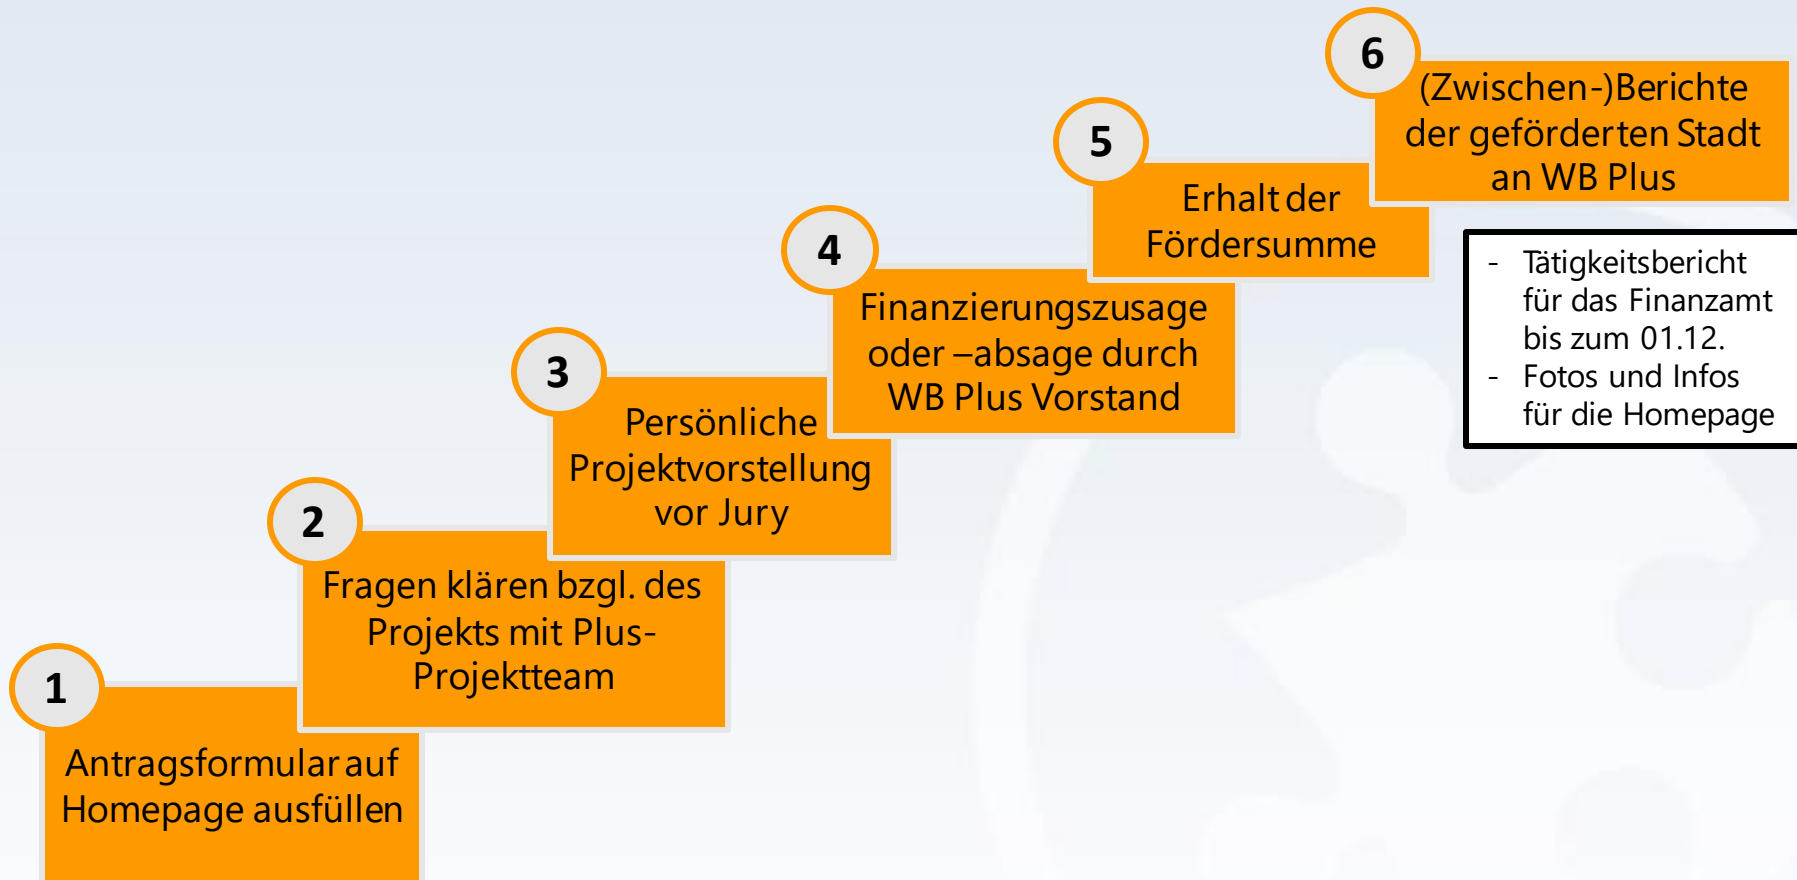 1
Antragsformular auf
Homepage ausfüllen
2
Fragen klären bzgl. des
Projekts mit Plus-
Projektteam
3
Persönliche
Projektvorstellung
vor Jury
4
Finanzierungszusage
oder –absage durch
WB Plus Vorstand
5
Erhalt der
Fördersumme
6
(Zwischen-)Berichte
der geförderten Stadt
an WB Plus
- Tätigkeitsbericht
für das Finanzamt
bis zum 01.12.
- Fotos und Infos
für die Homepage